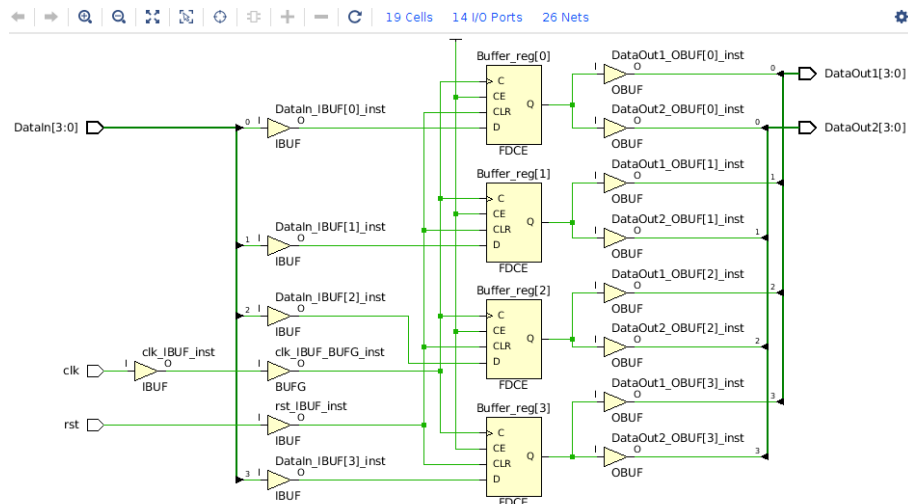 19 Cells 14 I/O Ports 26 Nets
DataIn[3:0]
clk
rst
I O
clk_IBUF_inst
IBUF
DataIn_IBUF[0]_inst
0 I O
IBUF
DataIn_IBUF[1]_inst
1 I O
IBUF
DataIn_IBUF[2]_inst
2 I O
IBUF
clk_IBUF_BUFG_inst
I O
BUFG
rst_IBUF_inst
I O
IBUF
DataIn_IBUF[3]_inst
3 I O
IBUF
Buffer_reg[0]
C
CE
CLR
D
Q
FDCE
Buffer_reg[1]
C
CE
CLR
D
Q
FDCE
Buffer_reg[2]
C
CE
CLR
D
Q
FDCE
Buffer_reg[3]
C
CE
CLR
D
Q
FDCE
DataOut1_OBUF[0]_inst
I O 0
OBUF
DataOut2_OBUF[0]_inst
I O 0
OBUF
DataOut1_OBUF[1]_inst
I O 1
OBUF
DataOut2_OBUF[1]_inst
I O 1
OBUF
DataOut1_OBUF[2]_inst
I O 2
OBUF
DataOut2_OBUF[2]_inst
I O 2
OBUF
DataOut1_OBUF[3]_inst
I O 3
OBUF
DataOut2_OBUF[3]_inst
I O 3
OBUF
DataOut1[3:0]
DataOut2[3:0]